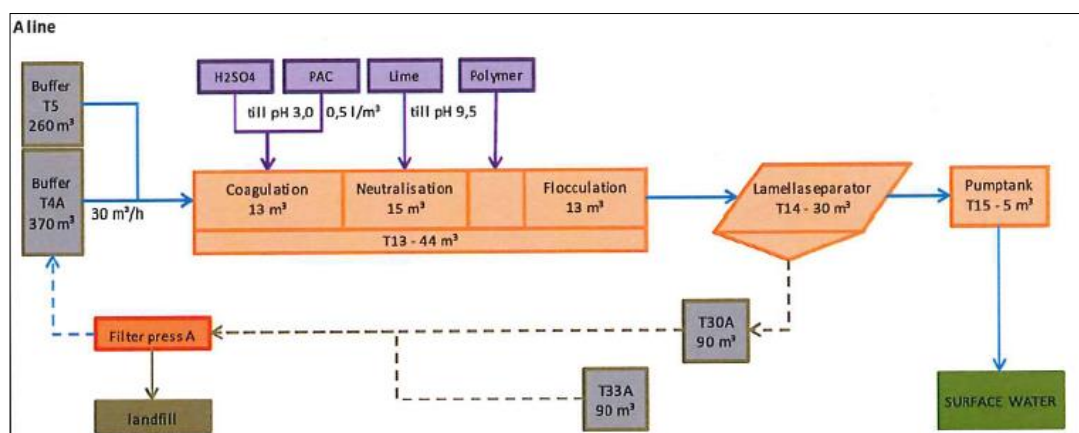 A line
Buffer
T5
260 m³
Buffer
T4A
370 m³
30 m³/h
H2SO4
PAC
Lime
Polymer
till pH 3,0
0,5 l/m³
till pH 9,5
Coagulation
13 m³
Neutralisation
15 m³
Flocculation
13 m³
T13 - 44 m³
Lamellaseparator
T14 - 30 m³
Pumptank
T15 - 5 m³
Filter press A
T30A
90 m³
T33A
90 m³
landfill
SURFACE WATER